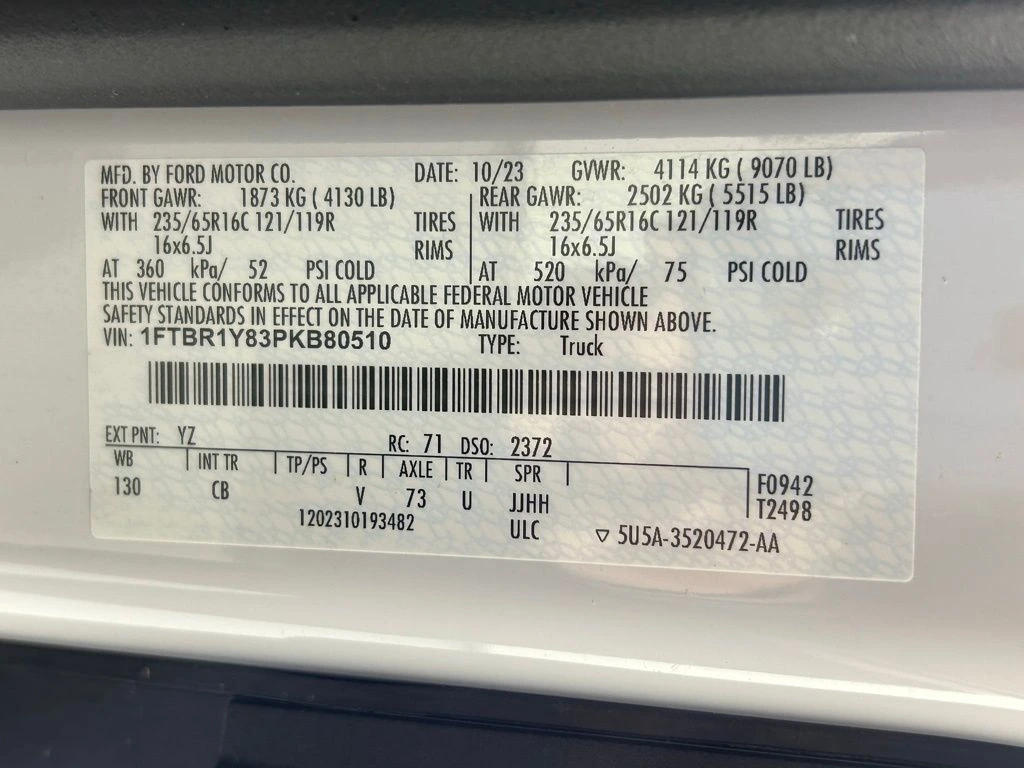 MFD. BY FORD MOTOR CO. DATE: 10/23 GVWR: 4114 KG ( 9070 LB)
FRONT GAWR: 1873 KG ( 4130 LB) REAR GAWR: 2502 KG ( 5515 LB)
WITH 235/65R16C 121/119R TIRES WITH 235/65R16C 121/119R TIRES
16x6.5J RIMS 16x6.5J RIMS
AT 360 kPa/ 52 PSI COLD AT 520 kPa/ 75 PSI COLD
THIS VEHICLE CONFORMS TO ALL APPLICABLE FEDERAL MOTOR VEHICLE
SAFETY STANDARDS IN EFFECT ON THE DATE OF MANUFACTURE SHOWN ABOVE.
VIN: 1FTBR1Y83PKB80510 TYPE: Truck
EXT PNT: YZ RC: 71 DSO: 2372
WB INT TR TP/PS R AXLE TR SPR F0942
130 CB V 73 U JJHH T2498
1202310193482 ULC ▽ 5U5A-3520472-AA